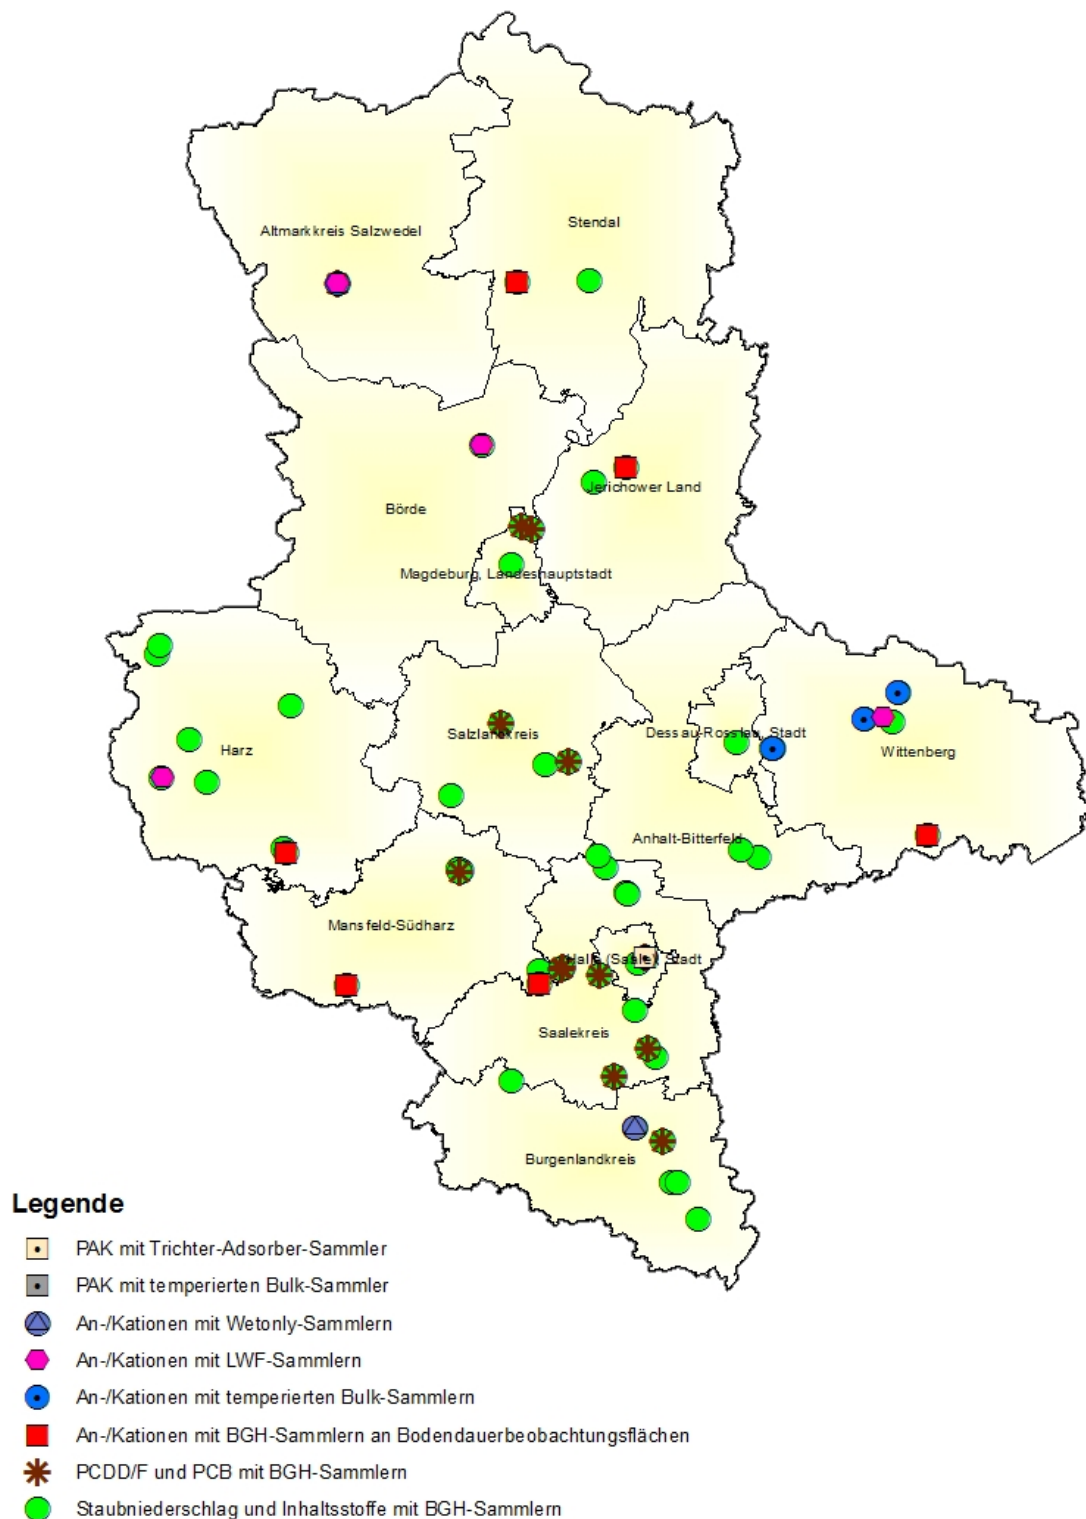 Altmarkkreis Salzwedel
Stendal
Jerichower Land
Börde
Magdeburg, Landeshauptstadt
Salzlandkreis
Dessau-Rosslau, Stadt
Harz
Wittenberg
Anhalt-Bitterfeld
Mansfeld-Südharz
Halle (Saale), Stadt
Saalekreis
Burgenlandkreis
Legende
PAK mit Trichter-Adsorber-Sammler
PAK mit temperierten Bulk-Sammler
An-/Kationen mit Wetonly-Sammlern
An-/Kationen mit LWF-Sammlern
An-/Kationen mit temperierten Bulk-Sammlern
An-/Kationen mit BGH-Sammlern an Bodendauerbeobachtungsflächen
PCDD/F und PCB mit BGH-Sammlern
Staubniederschlag und Inhaltsstoffe mit BGH-Sammlern